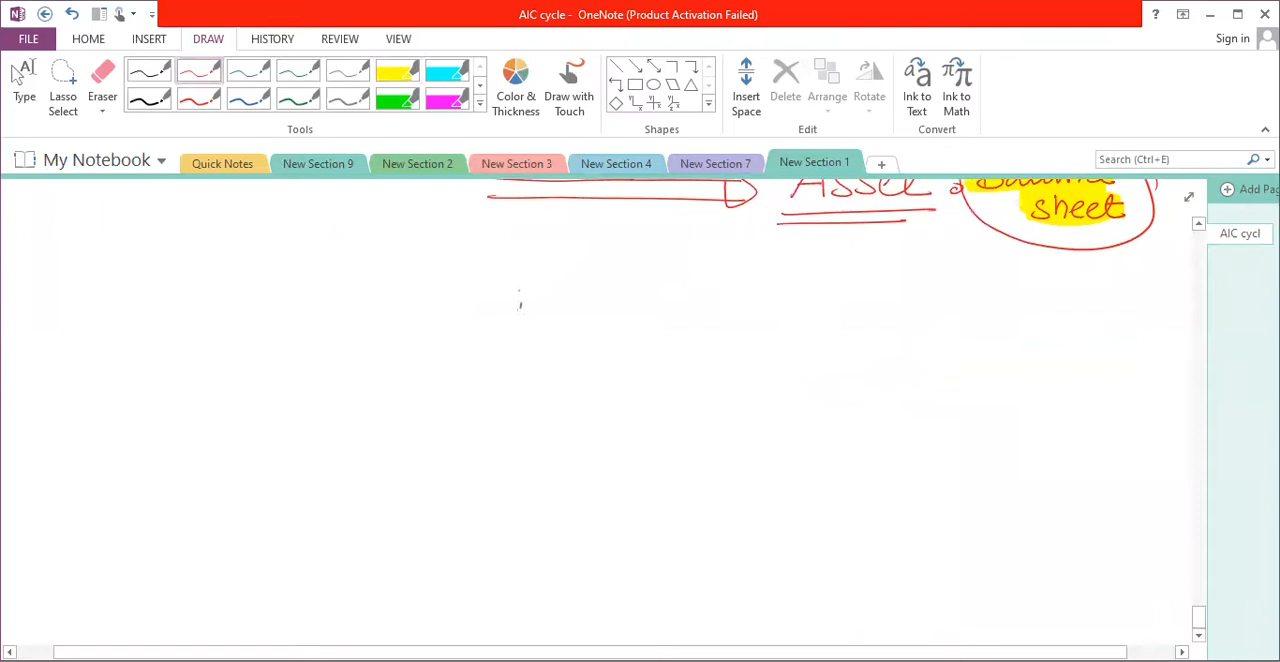 AIC cycle - OneNote (Product Activation Failed)
?
FILE HOME INSERT DRAW HISTORY REVIEW VIEW
Sign in
Type
Lasso Select
Eraser
Color & Thickness
Draw with Touch
Insert Space
Delete
Arrange
Rotate
Ink to Text
Ink to Math
Tools
Shapes
Edit
Convert
My Notebook
Quick Notes
New Section 9
New Section 2
New Section 3
New Section 4
New Section 7
New Section 1
Search (Ctrl+E)
Add Pag
AIC cycl
Asset
Balance
sheet